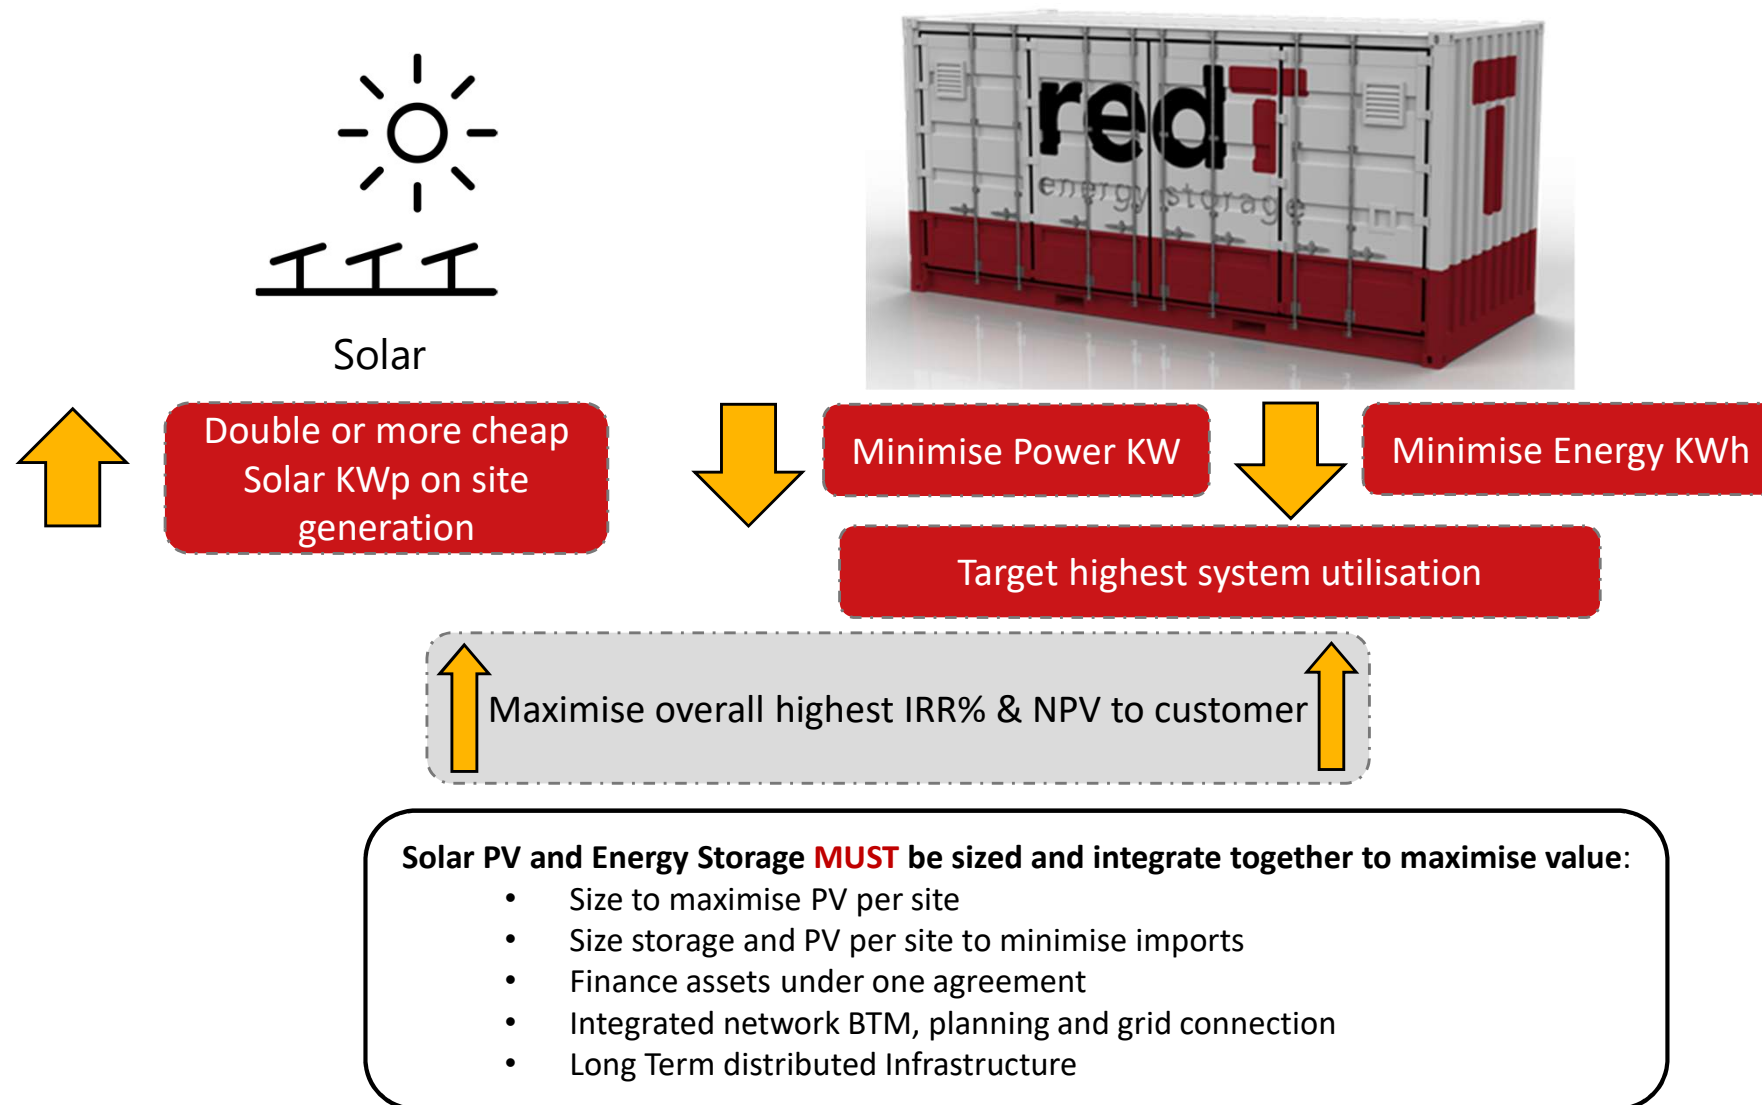 redT
energy storage
Solar
Double or more cheap
Solar KWp on site
generation
Minimise Power KW
Minimise Energy KWh
Target highest system utilisation
Maximise overall highest IRR% & NPV to customer
Solar PV and Energy Storage MUST be sized and integrate together to maximise value:
• Size to maximise PV per site
• Size storage and PV per site to minimise imports
• Finance assets under one agreement
• Integrated network BTM, planning and grid connection
• Long Term distributed Infrastructure